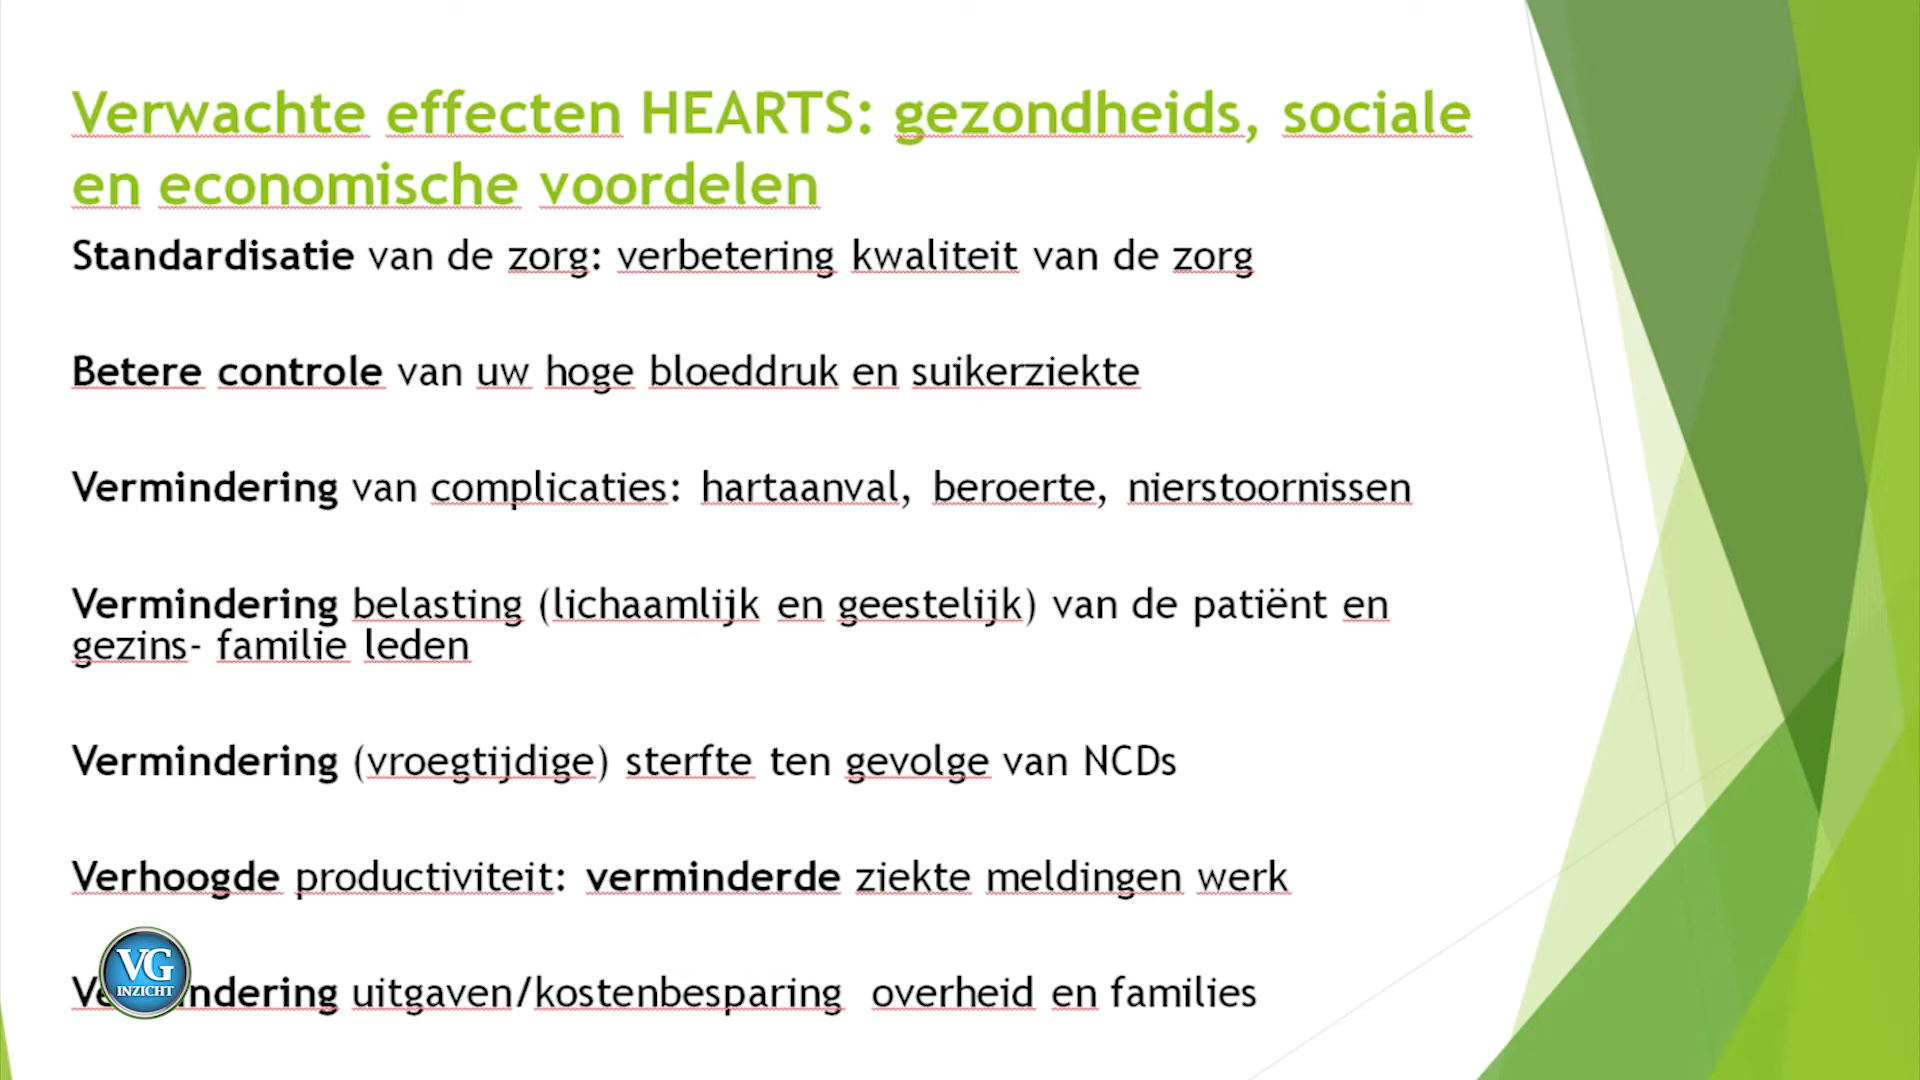 Verwachte effecten HEARTS: gezondheids, sociale
en economische voordelen
Standardisatie van de zorg: verbetering kwaliteit van de zorg
Betere controle van uw hoge bloeddruk en suikerziekte
Vermindering van complicaties: hartaanval, beroerte, nierstoornissen
Vermindering belasting (lichaamlijk en geestelijk) van de patiënt en
gezins- familie leden
Vermindering (vroegtijdige) sterfte ten gevolge van NCDs
Verhoogde productiviteit: verminderde ziekte meldingen werk
Vermindering uitgaven/kostenbesparing overheid en families
VG
INZICHT